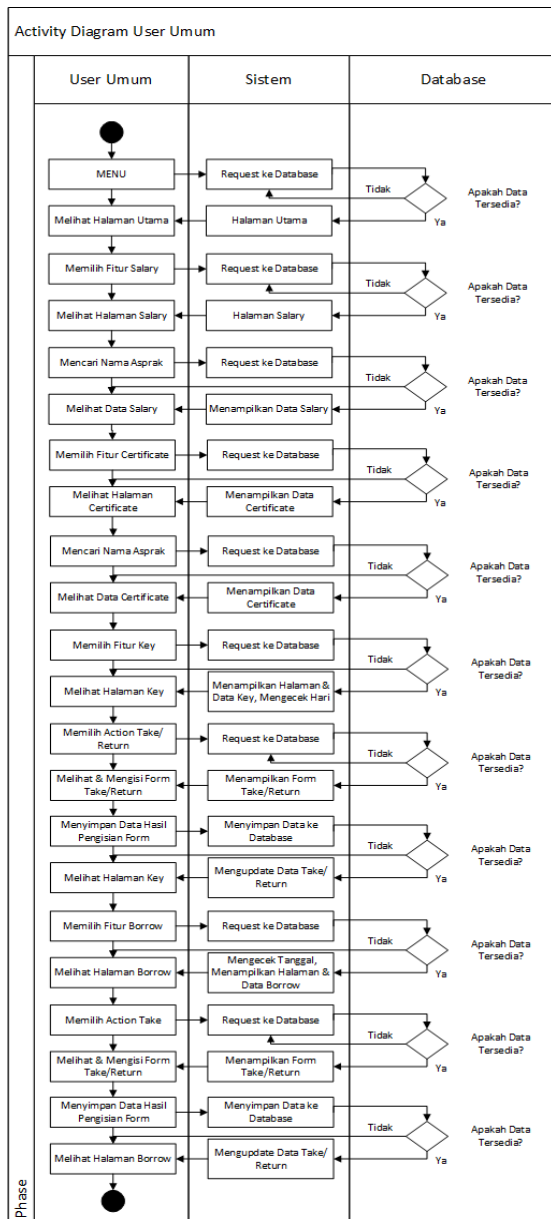 Activity Diagram User Umum
User Umum
Sistem
Database
MENU
Request ke Database
Tidak
Apakah Data
Tersedia?
Melihat Halaman Utama
Halaman Utama
Ya
Memilih Fitur Salary
Request ke Database
Tidak
Apakah Data
Tersedia?
Melihat Halaman Salary
Halaman Salary
Ya
Mencari Nama Asprak
Request ke Database
Tidak
Apakah Data
Tersedia?
Melihat Data Salary
Menampilkan Data Salary
Ya
Memilih Fitur Certificate
Request ke Database
Tidak
Apakah Data
Tersedia?
Melihat Halaman
Certificate
Menampilkan Data
Certificate
Ya
Mencari Nama Asprak
Request ke Database
Tidak
Apakah Data
Tersedia?
Melihat Data Certificate
Menampilkan Data
Certificate
Ya
Memilih Fitur Key
Request ke Database
Tidak
Apakah Data
Tersedia?
Melihat Halaman Key
Menampilkan Halaman &
Data Key, Mengecek Hari
Ya
Memilih Action Take/
Return
Request ke Database
Tidak
Apakah Data
Tersedia?
Melihat & Mengisi Form
Take/Return
Menampilkan Form
Take/Return
Ya
Menyimpan Data Hasil
Pengisian Form
Menyimpan Data ke
Database
Tidak
Apakah Data
Tersedia?
Melihat Halaman Key
Mengupdate Data Take/
Return
Ya
Memilih Fitur Borrow
Request ke Database
Tidak
Apakah Data
Tersedia?
Melihat Halaman Borrow
Mengecek Tanggal,
Menampilkan Halaman &
Data Borrow
Ya
Memilih Action Take
Request ke Database
Tidak
Apakah Data
Tersedia?
Melihat & Mengisi Form
Take/Return
Menampilkan Form
Take/Return
Ya
Menyimpan Data Hasil
Pengisian Form
Menyimpan Data ke
Database
Tidak
Apakah Data
Tersedia?
Melihat Halaman Borrow
Mengupdate Data Take/
Return
Ya
Phase